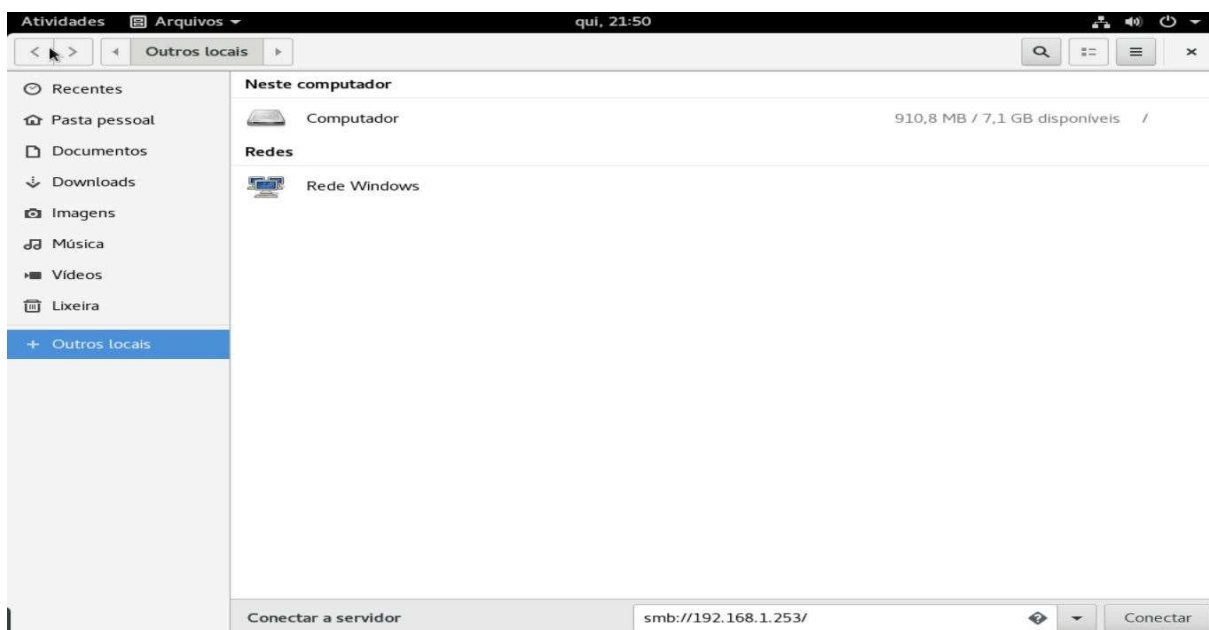 Atividades Arquivos qui, 21:50
Outros locais
Recentes
Pasta pessoal
Documentos
Downloads
Imagens
Música
Vídeos
Lixeira
+ Outros locais
Neste computador
Computador 910,8 MB / 7,1 GB disponíveis /
Redes
Rede Windows
Conectar a servidor smb://192.168.1.253/ Conectar